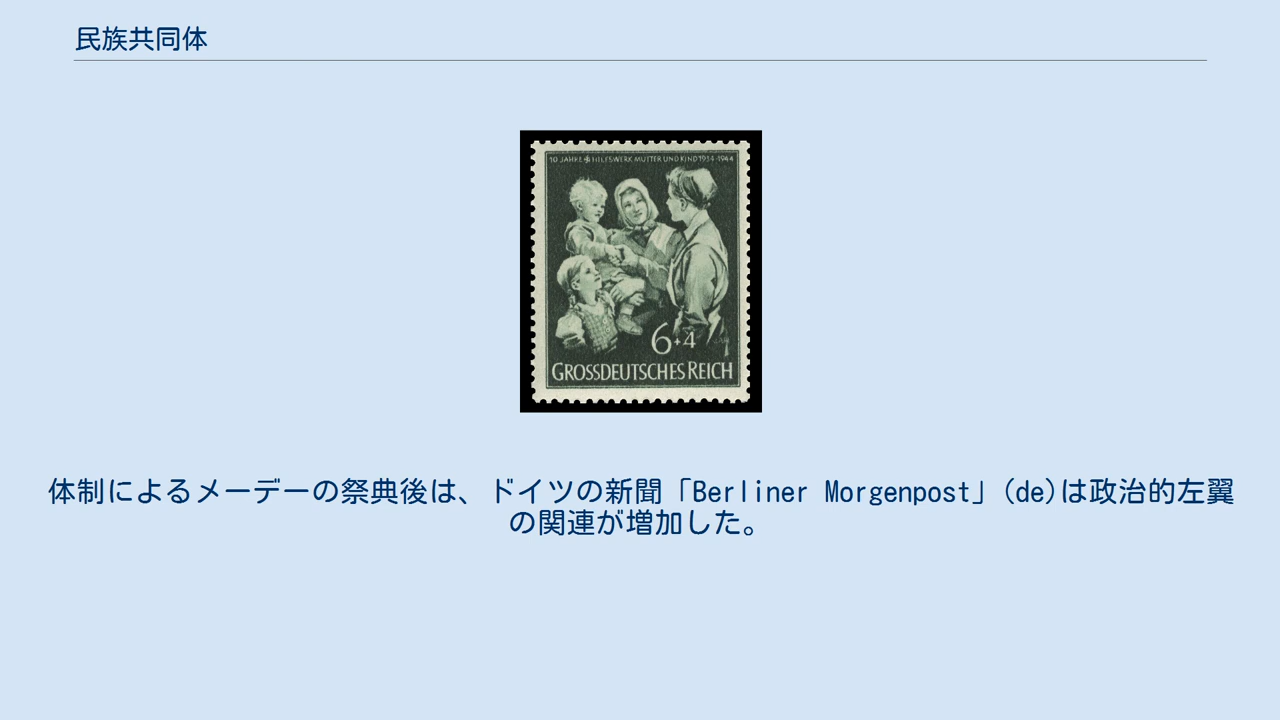 民族共同体
10 JAHRE HILFSWERK MUTTER UND KIND 1934-1944
6+4
GROSSDEUTSCHES REICH
体制によるメーデーの祭典後は、ドイツの新聞「Berliner Morgenpost」(de)は政治的左翼
の関連が増加した。